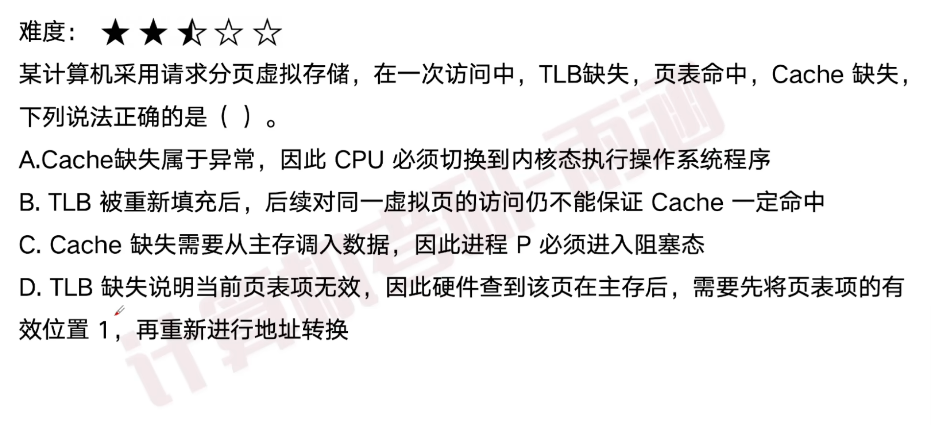 难度：★★⯪☆☆
某计算机采用请求分页虚拟存储，在一次访问中，TLB缺失，页表命中，Cache 缺失，
下列说法正确的是（ ）。
A.Cache缺失属于异常，因此 CPU 必须切换到内核态执行操作系统程序
B. TLB 被重新填充后，后续对同一虚拟页的访问仍不能保证 Cache 一定命中
C. Cache 缺失需要从主存调入数据，因此进程 P 必须进入阻塞态
D. TLB 缺失说明当前页表项无效，因此硬件查到该页在主存后，需要先将页表项的有
效位置 1，再重新进行地址转换
计算机考研-雨涵